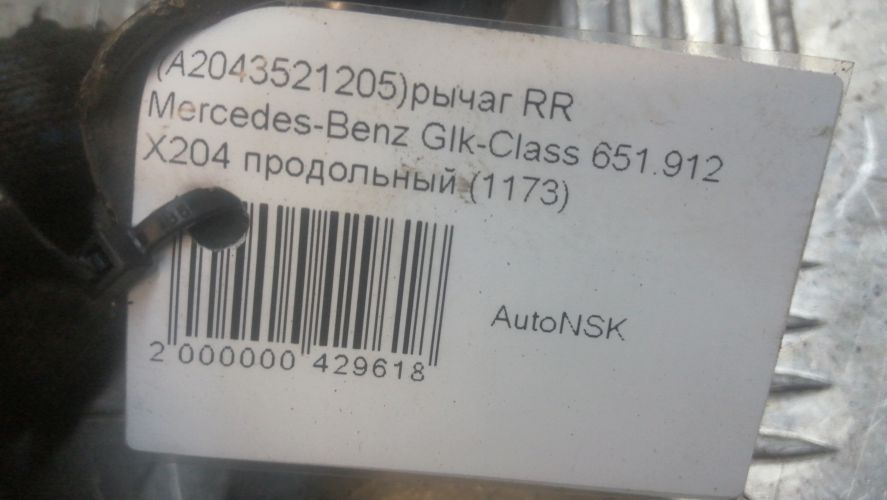 (A2043521205)рычаг RR
Mercedes-Benz Glk-Class 651.912
X204 продольный (1173)
AutoNSK
2 000000 429618